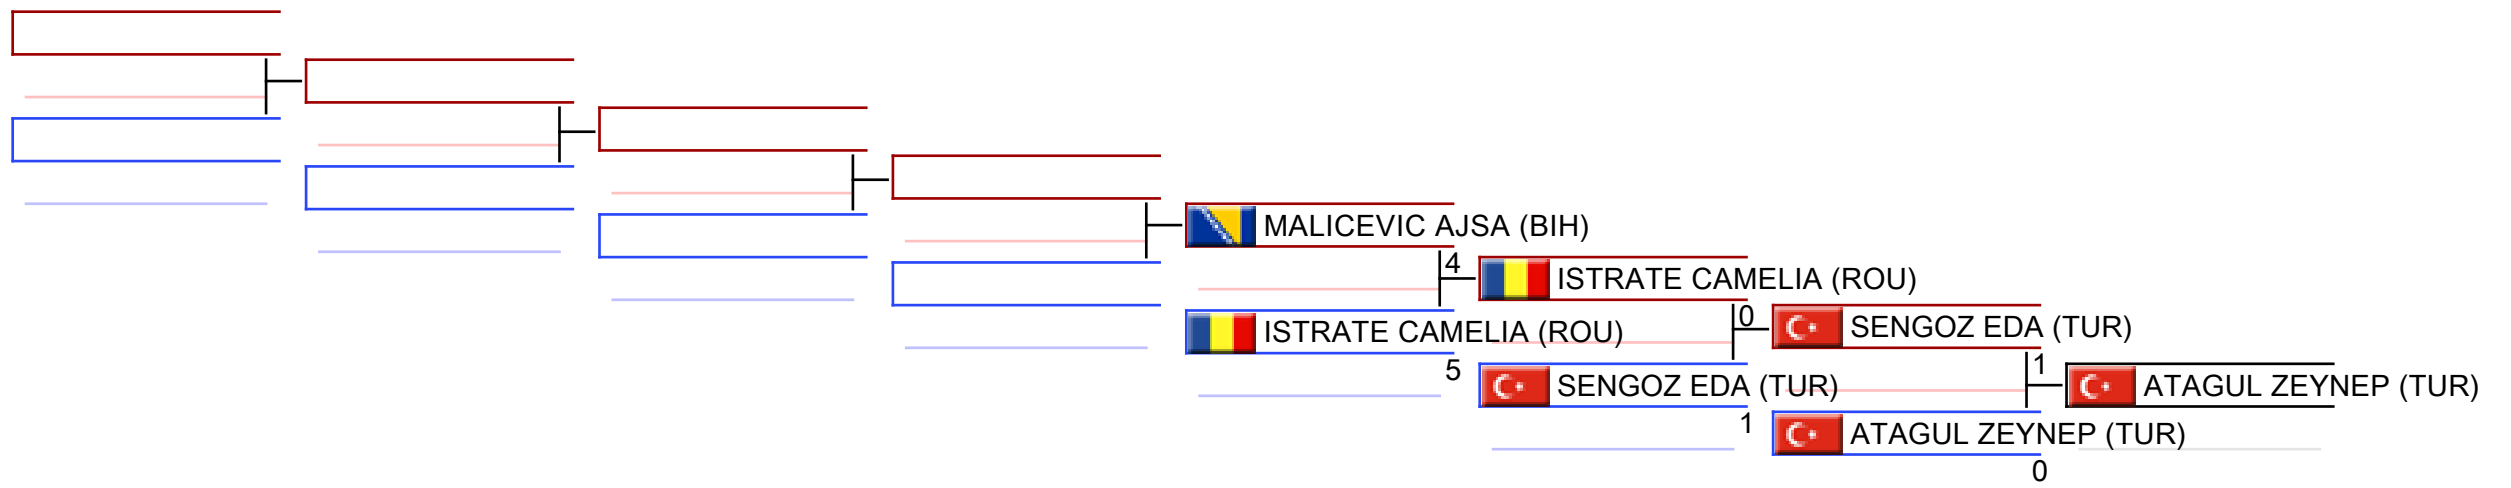 MALICEVIC AJSA (BIH)
4
ISTRATE CAMELIA (ROU)
5
ISTRATE CAMELIA (ROU)
0
SENGOZ EDA (TUR)
1
SENGOZ EDA (TUR)
1
ATAGUL ZEYNEP (TUR)
0
ATAGUL ZEYNEP (TUR)